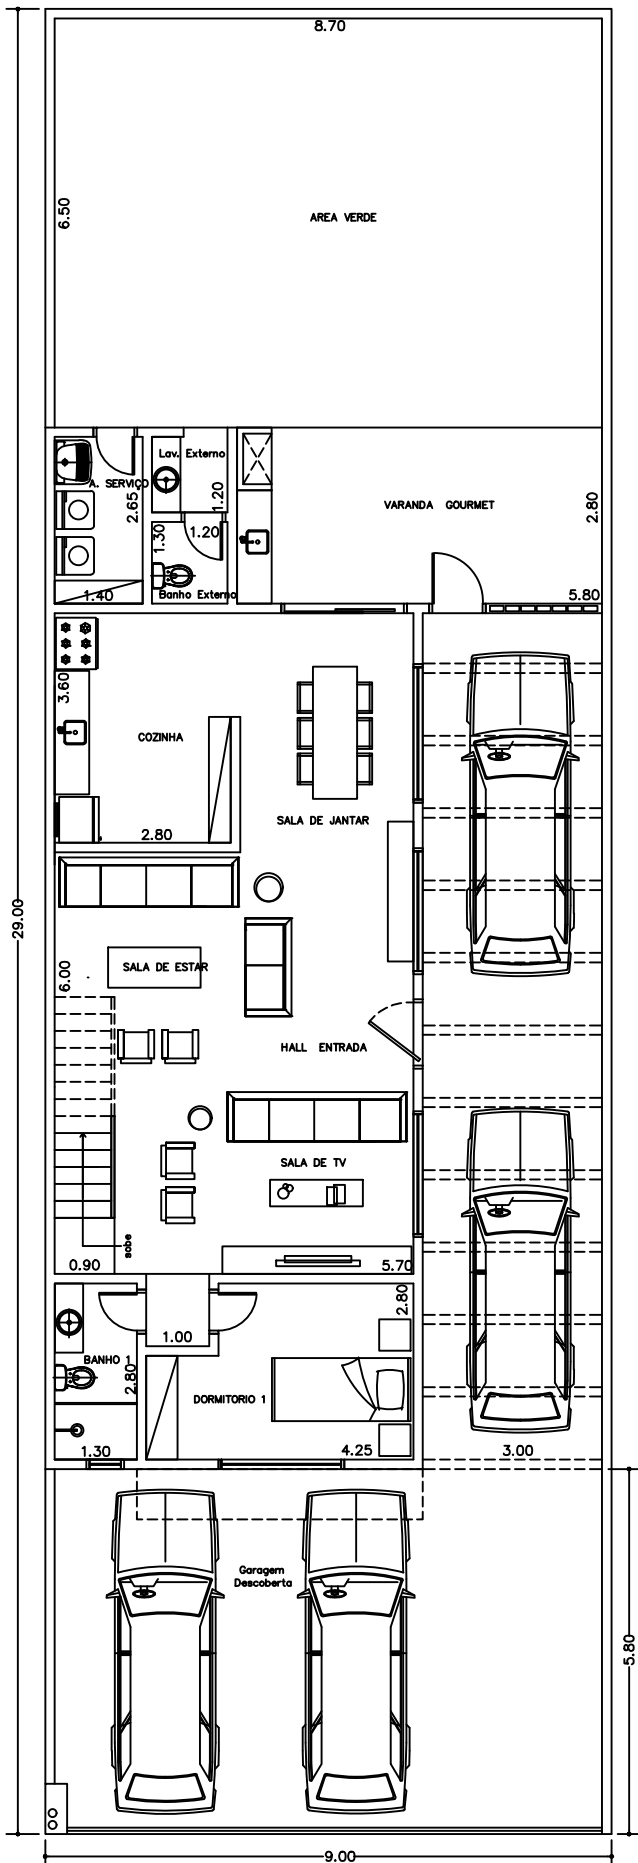 8.70
6.50
AREA VERDE
Lav. Externo
A. SERVIÇO
2.65
1.20
VARANDA GOURMET
2.80
1.30
1.20
1.40
Banho Externo
5.80
3.60
COZINHA
SALA DE JANTAR
2.80
29.00
6.00
SALA DE ESTAR
HALL ENTRADA
SALA DE TV
sobe
0.90
5.70
2.80
1.00
BANHO 1
2.80
DORMITORIO 1
1.30
4.25
3.00
Garagem
Descoberta
5.80
9.00